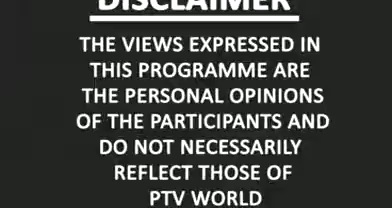 DISCLAIMER
THE VIEWS EXPRESSED IN
THIS PROGRAMME ARE
THE PERSONAL OPINIONS
OF THE PARTICIPANTS AND
DO NOT NECESSARILY
REFLECT THOSE OF
PTV WORLD